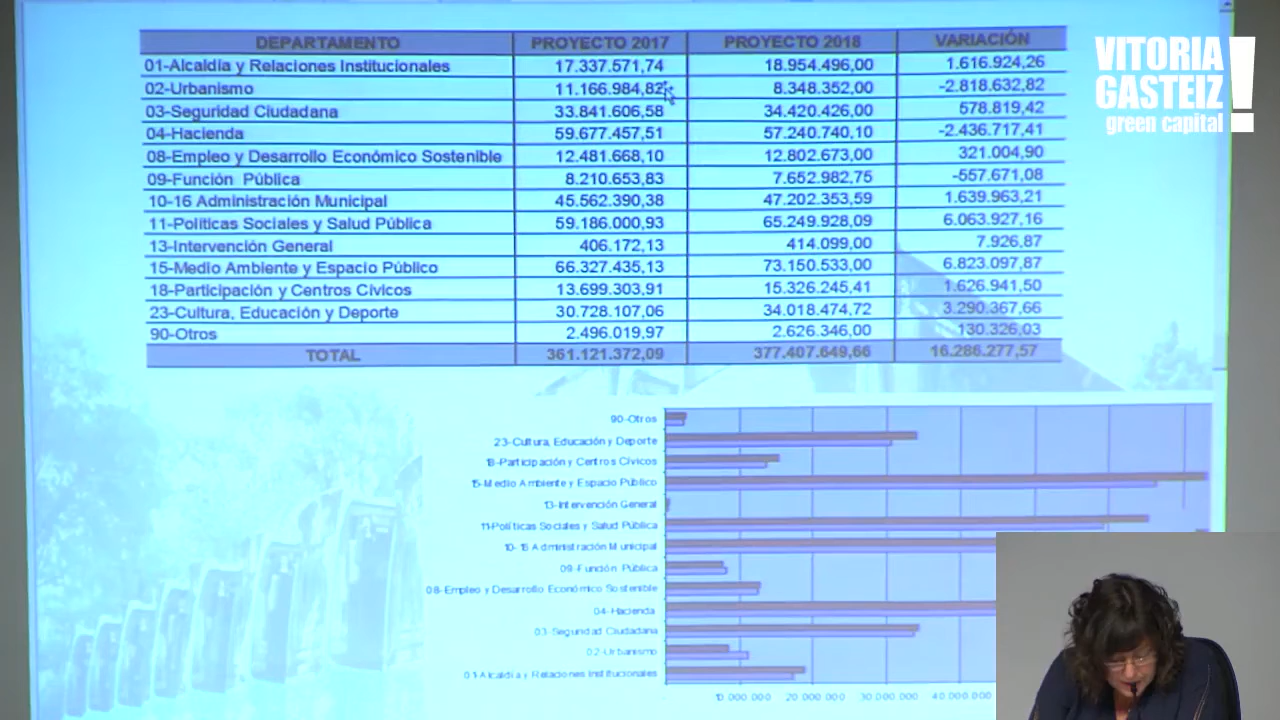 DEPARTAMENTO PROYECTO 2017 PROYECTO 2018 VARIACIÓN
01-Alcaldía y Relaciones Institucionales 17.337.571,74 18.954.496,00 1.616.924,26
02-Urbanismo 11.166.984,82 8.348.352,00 -2.818.632,82
03-Seguridad Ciudadana 33.841.606,58 34.420.426,00 578.819,42
04-Hacienda 59.677.457,51 57.240.740,10 -2.436.717,41
08-Empleo y Desarrollo Económico Sostenible 12.481.668,10 12.802.673,00 321.004,90
09-Función Pública 8.210.653,83 7.652.982,75 -557.671,08
10-16 Administración Municipal 45.562.390,38 47.202.353,59 1.639.963,21
11-Políticas Sociales y Salud Pública 59.186.000,93 65.249.928,09 6.063.927,16
13-Intervención General 406.172,13 414.099,00 7.926,87
15-Medio Ambiente y Espacio Público 66.327.435,13 73.150.533,00 6.823.097,87
18-Participación y Centros Cívicos 13.699.303,91 15.326.245,41 1.626.941,50
23-Cultura, Educación y Deporte 30.728.107,06 34.018.474,72 3.290.367,66
90-Otros 2.496.019,97 2.626.346,00 130.326,03
TOTAL 361.121.372,09 377.407.649,66 16.286.277,57
VITORIA
GASTEIZ!
green capital
90-Otros
23-Cultura, Educación y Deporte
18-Participación y Centros Cívicos
15-Medio Ambiente y Espacio Público
13-Intervención General
11-Políticas Sociales y Salud Pública
10-16 Administración Municipal
09-Función Pública
08-Empleo y Desarrollo Económico Sostenible
04-Hacienda
03-Seguridad Ciudadana
02-Urbanismo
01-Alcaldía y Relaciones Institucionales
10 000 000 20 000 000 30 000 000 40 000 000